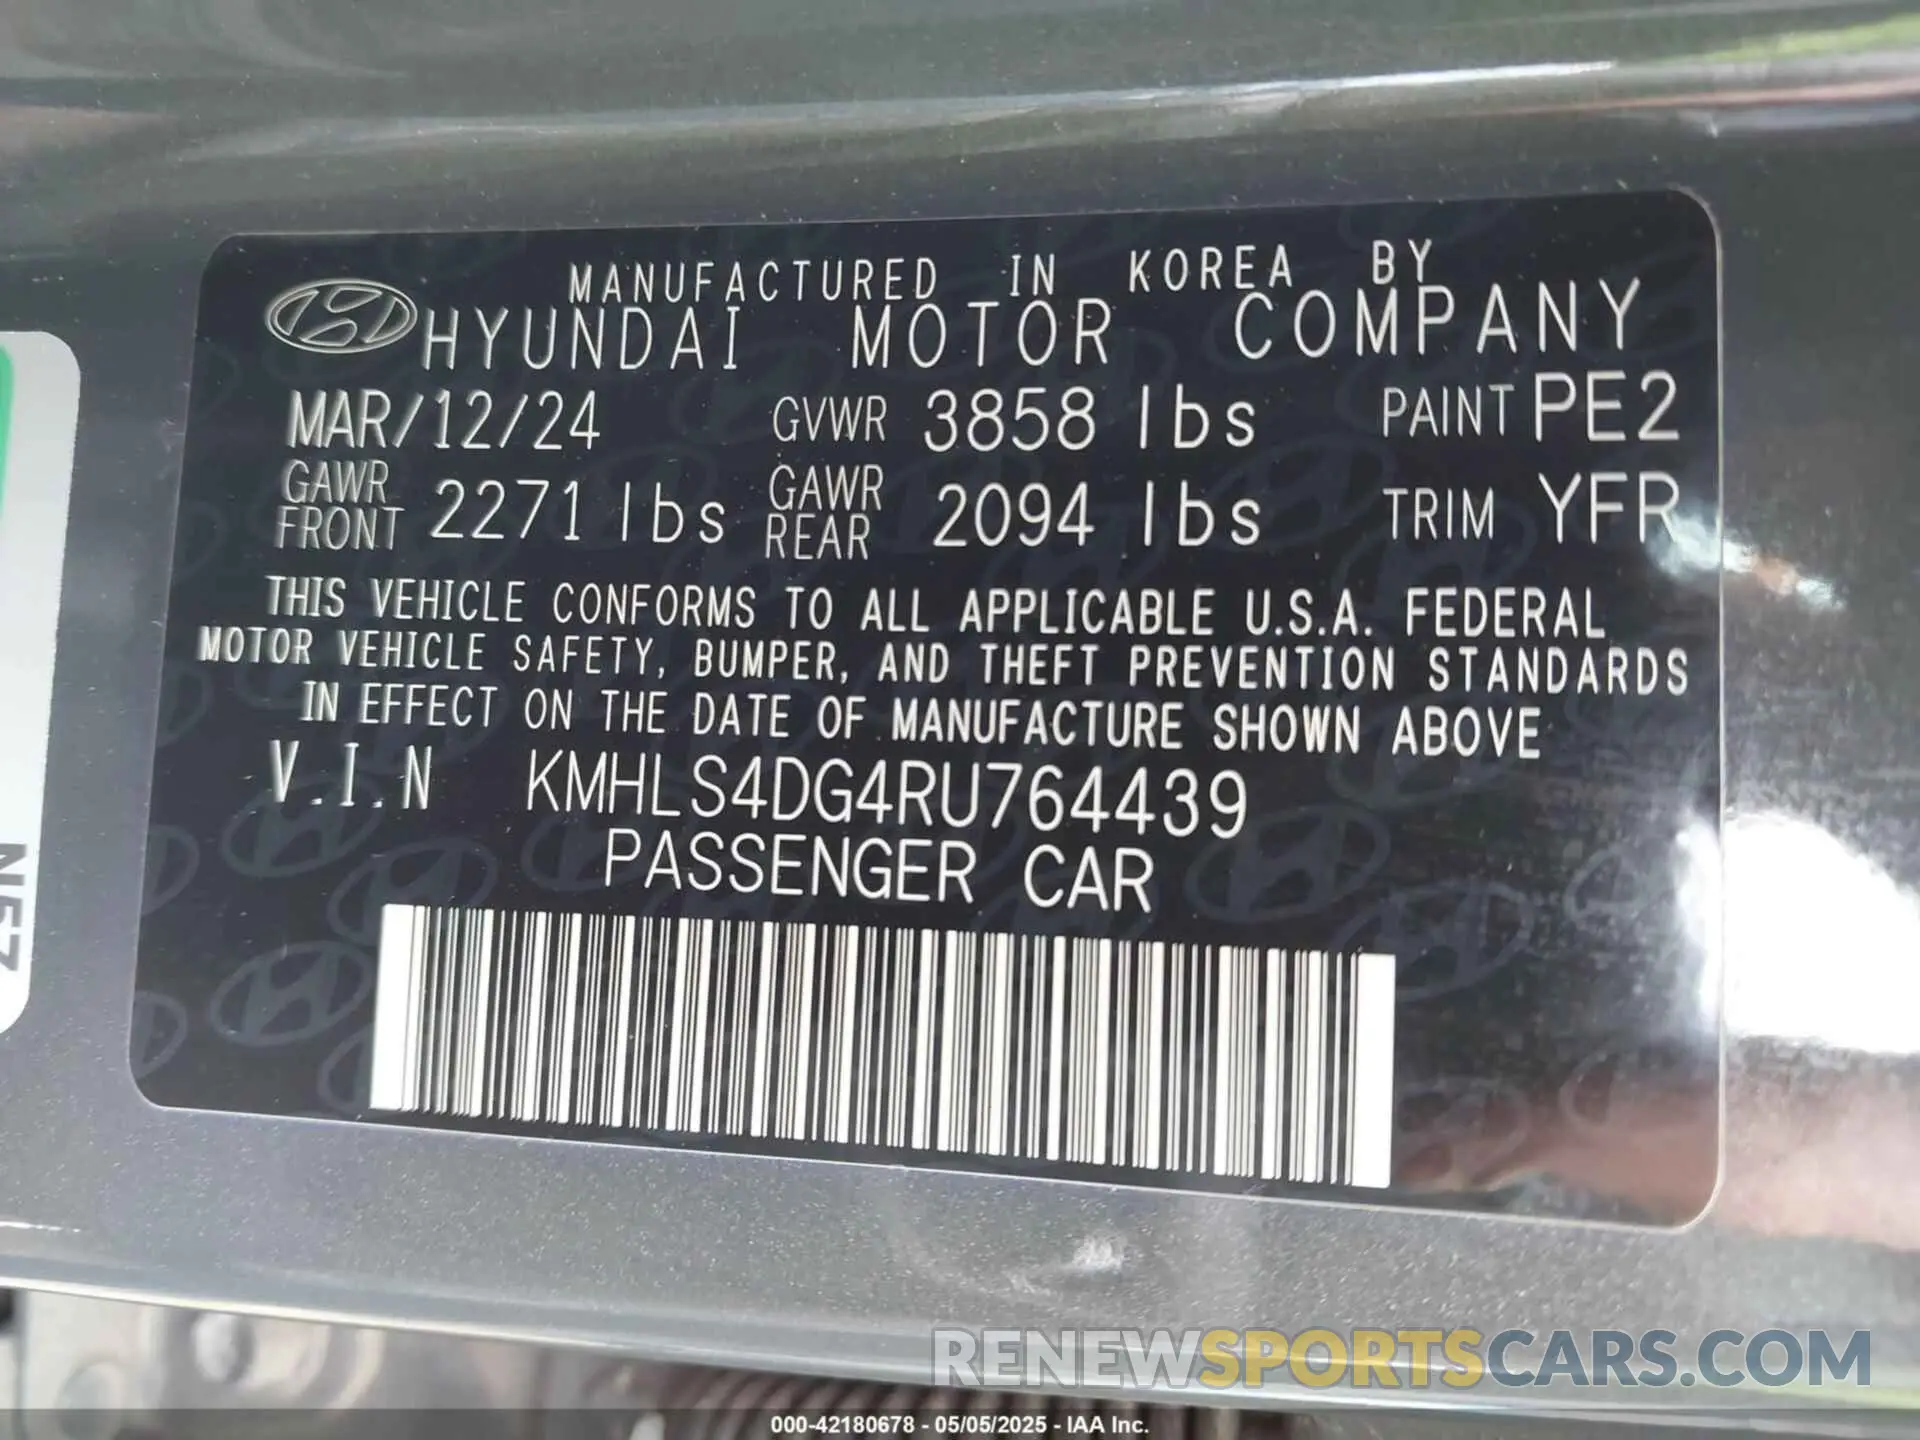 MANUFACTURED IN KOREA BY
HYUNDAI MOTOR COMPANY
MAR/12/24 GVWR 3858 lbs PAINT PE2
GAWR FRONT 2271 lbs GAWR REAR 2094 lbs TRIM YFR
THIS VEHICLE CONFORMS TO ALL APPLICABLE U.S.A. FEDERAL
MOTOR VEHICLE SAFETY, BUMPER, AND THEFT PREVENTION STANDARDS
IN EFFECT ON THE DATE OF MANUFACTURE SHOWN ABOVE
V.I.N KMHLS4DG4RU764439
PASSENGER CAR
N57
RENEWSPORTSCARS.COM
000-42180678 - 05/05/2025 - IAA Inc.